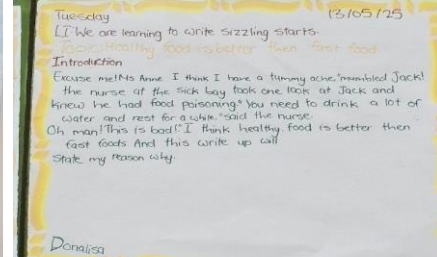 Tuesday 13/05/25
LI: We are learning to write sizzling starts.
Topic: Healthy food is better then fast food
Introduction
Excuse me! Ms Anne I think I have a tummy ache."mumbled Jack!
the nurse at the sick bay took one look at Jack and
knew he had food poisoning." You need to drink a lot of
water and rest for a while."said the nurse.
Oh man! This is bad!" I think healthy food is better then
fast foods. And this write up will
State my reason why.
Donalisa